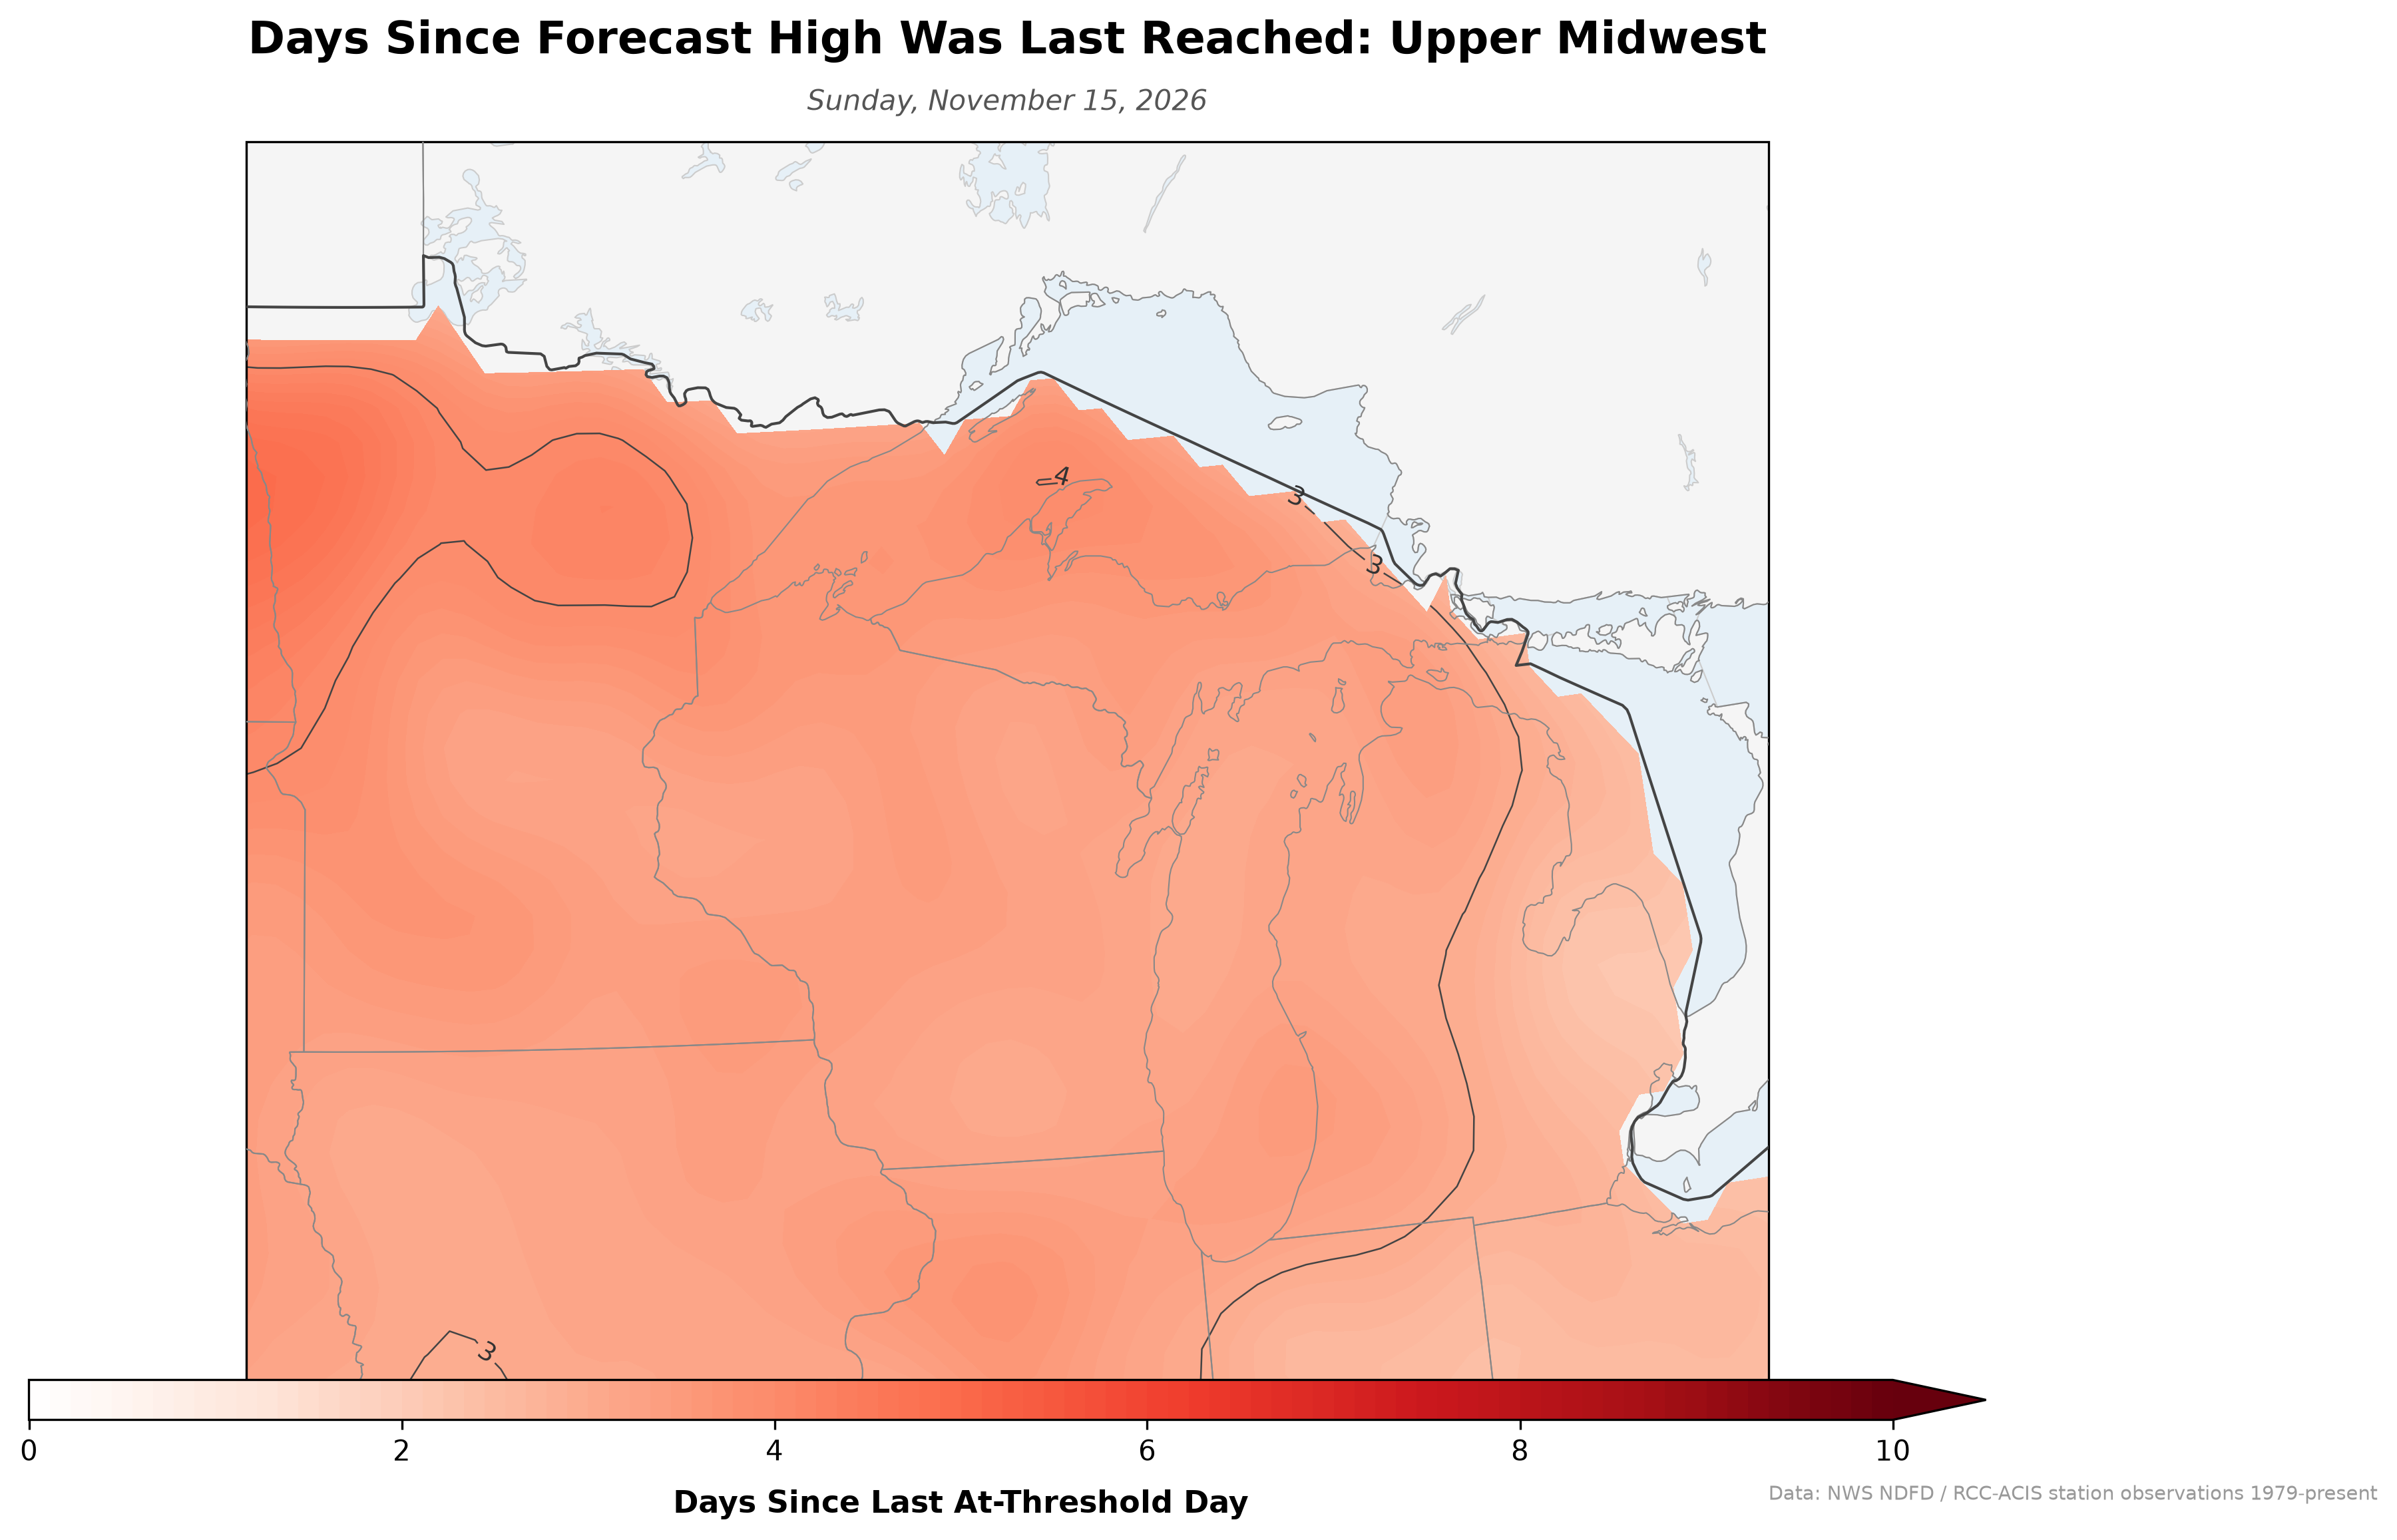 Days Since Forecast High Was Last Reached: Upper Midwest
Sunday, November 15, 2026
4
3
3
3
0 2 4 6 8 10
Days Since Last At-Threshold Day
Data: NWS NDFD / RCC-ACIS station observations 1979-present